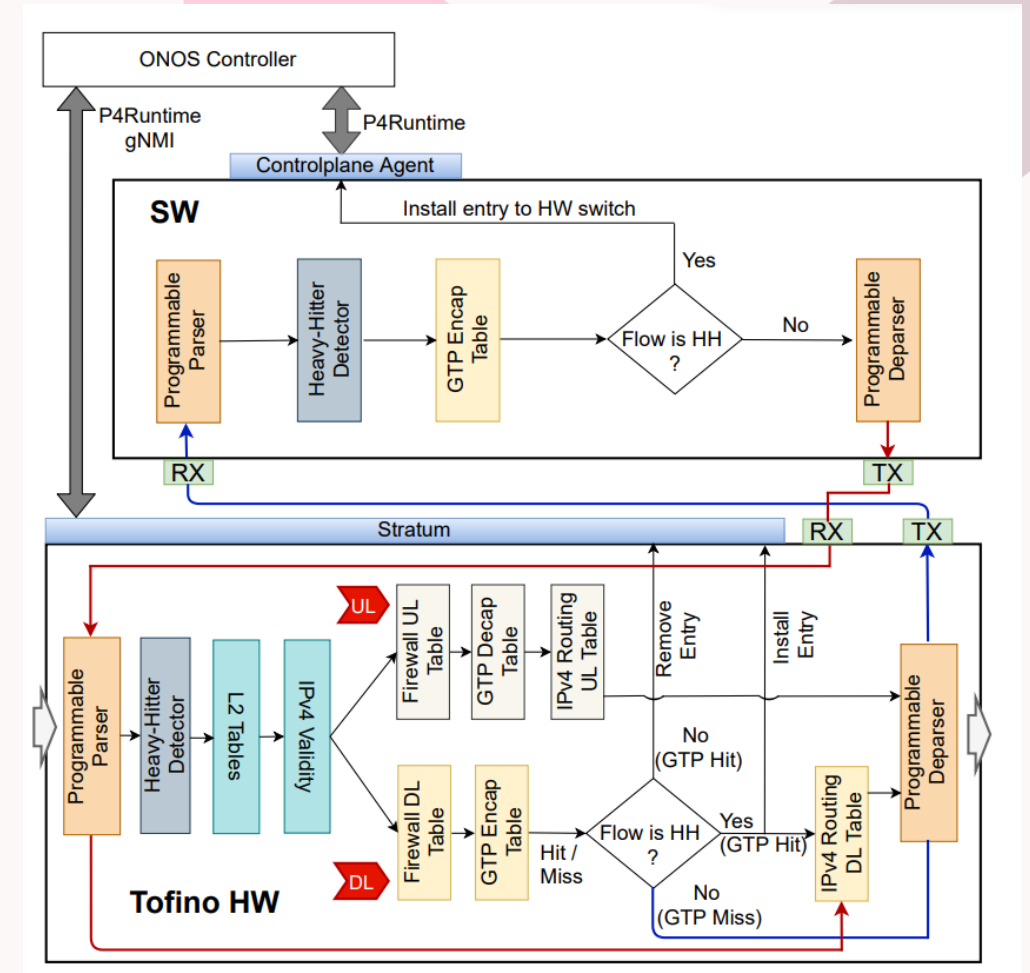 ONOS Controller
P4Runtime
gNMI
P4Runtime
Controlplane Agent
SW
Install entry to HW switch
Yes
Programmable
Parser
Heavy-Hitter
Detector
GTP Encap
Table
Flow is HH
?
No
Programmable
Deparser
RX
TX
Stratum
RX
TX
UL
Firewall UL
Table
GTP Decap
Table
IPv4 Routing
UL Table
Remove
Entry
Install
Entry
Programmable
Parser
Heavy-Hitter
Detector
L2 Tables
IPv4 Validity
No
(GTP Hit)
Programmable
Deparser
DL
Firewall DL
Table
GTP Encap
Table
Hit /
Miss
Flow is HH
?
Yes
(GTP Hit)
IPv4 Routing
DL Table
No
(GTP Miss)
Tofino HW